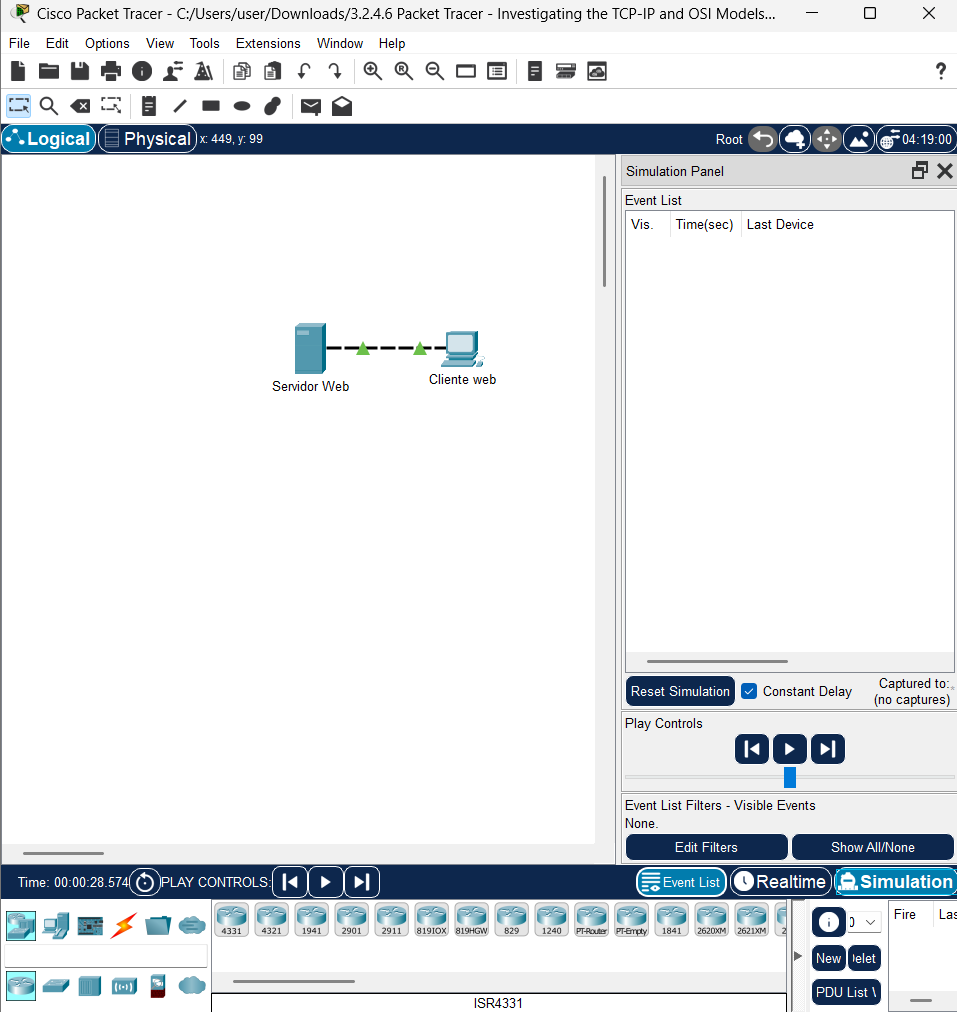 Cisco Packet Tracer - C:/Users/user/Downloads/3.2.4.6 Packet Tracer - Investigating the TCP-IP and OSI Models...
File Edit Options View Tools Extensions Window Help
?
Logical Physical x: 449, y: 99 Root 04:19:00
Simulation Panel
Event List
Vis. Time(sec) Last Device
Servidor Web
Cliente web
Reset Simulation Constant Delay Captured to:
(no captures)
Play Controls
Event List Filters - Visible Events
None.
Edit Filters Show All/None
Time: 00:00:28.574 PLAY CONTROLS: Event List Realtime Simulation
4331 4321 1941 2901 2911 819IOX 819HGW 829 1240 PT-Router PT-Empty 1841 2620XM 2621XM 2
0 Fire Las
New Delet
PDU List \
ISR4331